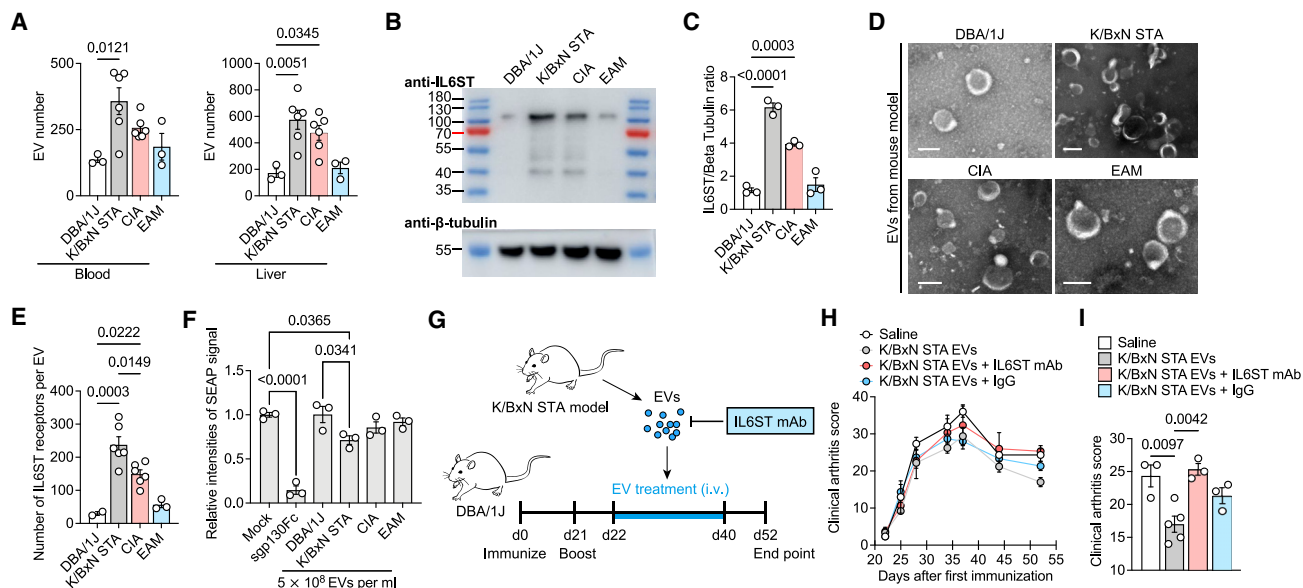 A
0.0121
500
250
0
EV number
DBA/1J
K/BxN STA
CIA
EAM
Blood
0.0345
0.0051
1000
800
600
400
200
0
EV number
DBA/1J
K/BxN STA
CIA
EAM
Liver
B
DBA/1J
K/BxN STA
CIA
EAM
anti-IL6ST
180
130
100
70
55
40
35
anti-β-tubulin
55
C
0.0003
<0.0001
8
6
4
2
0
IL6ST/Beta Tubulin ratio
DBA/1J
K/BxN STA
CIA
EAM
D
DBA/1J
K/BxN STA
CIA
EAM
EVs from mouse model
E
0.0222
0.0149
0.0003
400
300
200
100
0
Number of IL6ST receptors per EV
DBA/1J
K/BxN STA
CIA
EAM
F
0.0365
0.0341
<0.0001
1.5
1.0
0.5
0.0
Relative intensities of SEAP signal
Mock
sgp130Fc
DBA/1J
K/BxN STA
CIA
EAM
5 × 10⁸ EVs per ml
G
K/BxN STA model
EVs
IL6ST mAb
EV treatment (i.v.)
DBA/1J
d0
d21
d22
d40
d52
Immunize
Boost
End point
H
Saline
K/BxN STA EVs
K/BxN STA EVs + IL6ST mAb
K/BxN STA EVs + IgG
40
30
20
10
0
Clinical arthritis score
20 25 30 35 40 45 50 55
Days after first immunization
I
Saline
K/BxN STA EVs
K/BxN STA EVs + IL6ST mAb
K/BxN STA EVs + IgG
0.0042
0.0097
30
20
10
0
Clinical arthritis score